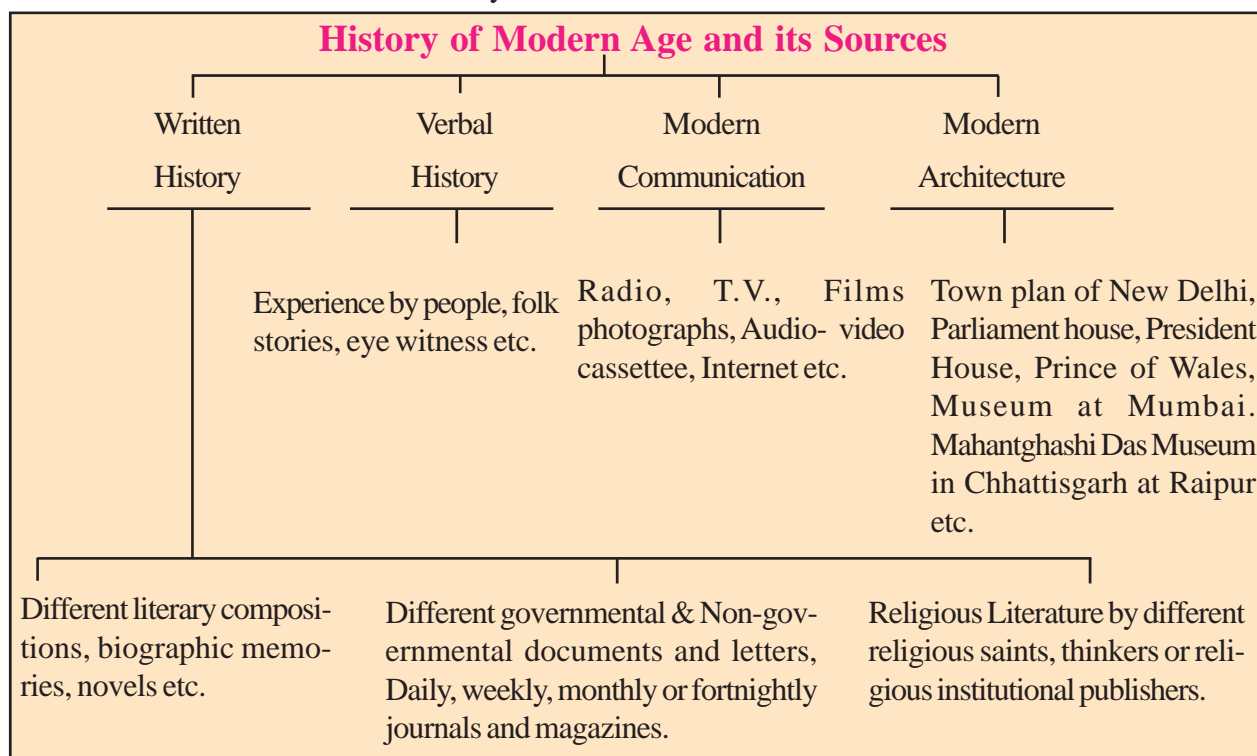 History of Modern Age and its Sources
Written
History
Verbal
History
Modern
Communication
Modern
Architecture
Experience by people, folk
stories, eye witness etc.
Radio, T.V., Films
photographs, Audio- video
cassettee, Internet etc.
Town plan of New Delhi,
Parliament house, President
House, Prince of Wales,
Museum at Mumbai.
Mahantghashi Das Museum
in Chhattisgarh at Raipur
etc.
Different literary composi-
tions, biographic memo-
ries, novels etc.
Different governmental & Non-gov-
ernmental documents and letters,
Daily, weekly, monthly or fortnightly
journals and magazines.
Religious Literature by different
religious saints, thinkers or reli-
gious institutional publishers.